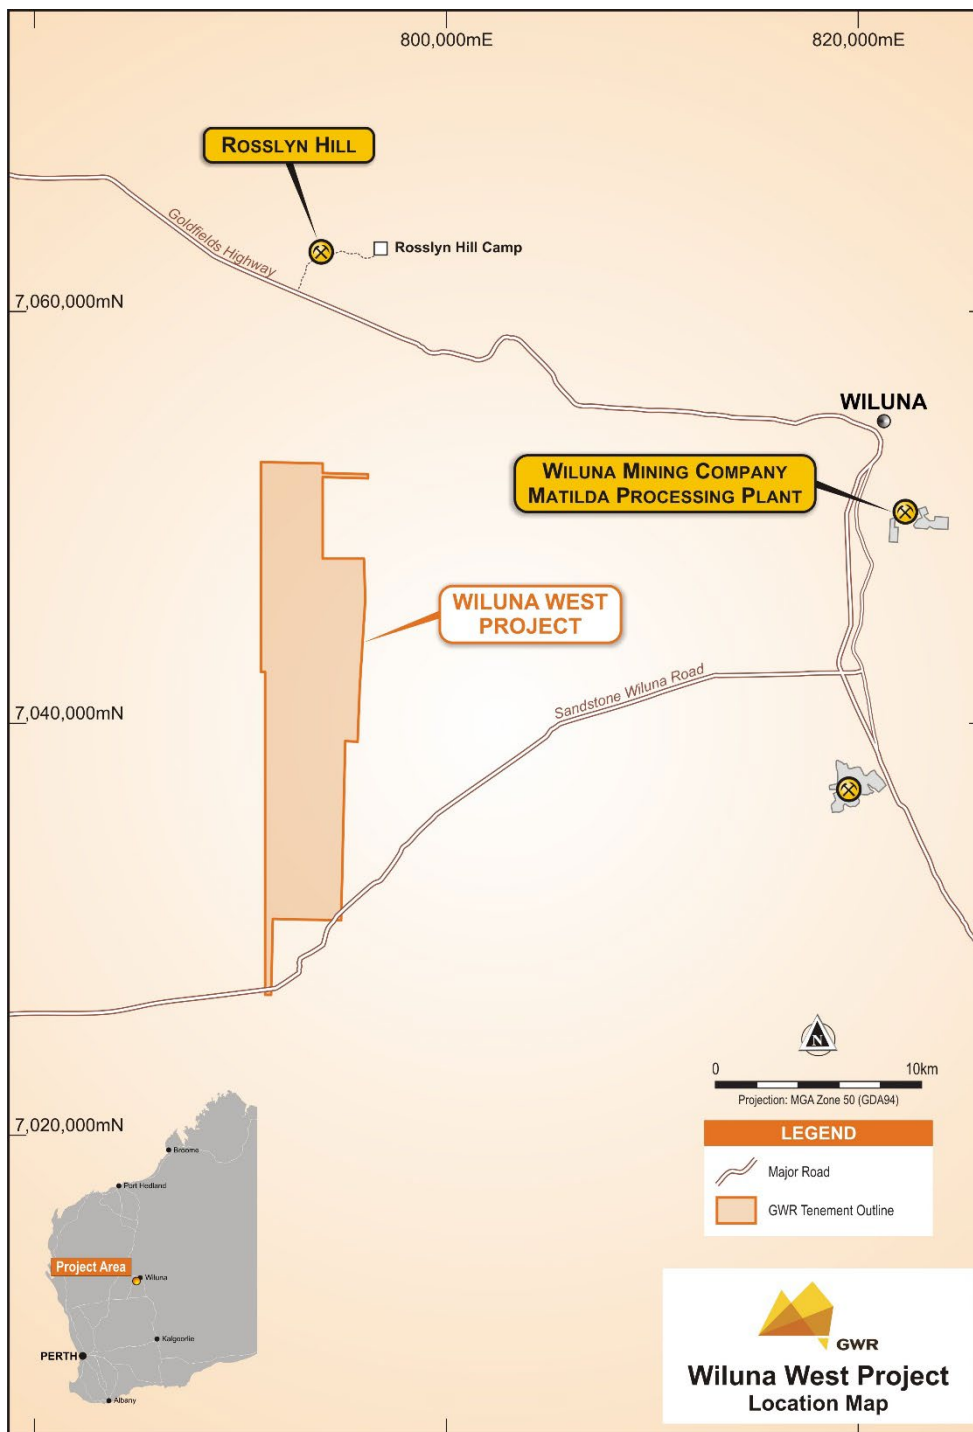 800,000mE
820,000mE
ROSSLYN HILL
Goldfields Highway
Rosslyn Hill Camp
7,060,000mN
WILUNA
WILUNA MINING COMPANY
MATILDA PROCESSING PLANT
WILUNA WEST
PROJECT
Sandstone Wiluna Road
7,040,000mN
N
0
10km
Projection: MGA Zone 50 (GDA94)
7,020,000mN
LEGEND
Major Road
GWR Tenement Outline
Broome
Port Hedland
Project Area
Wiluna
Kalgoorlie
PERTH
Albany
GWR
Wiluna West Project
Location Map